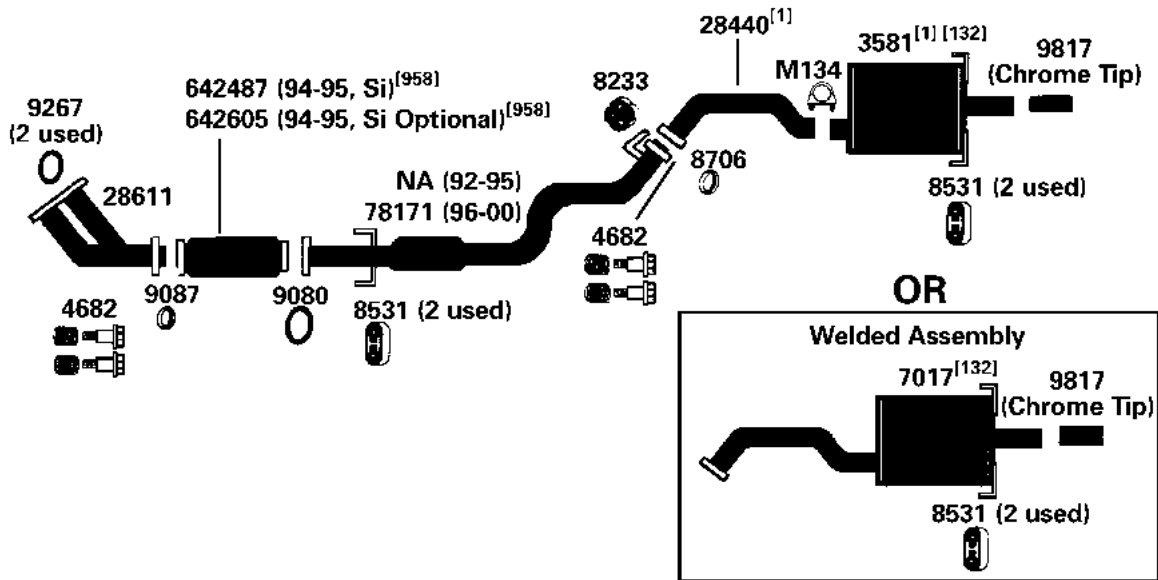 28440[1]
3581[1] [132]
9817
(Chrome Tip)
M134
8233
642487 (94-95, Si)[958]
642605 (94-95, Si Optional)[958]
9267
(2 used)
8706
28611
NA (92-95)
78171 (96-00)
8531 (2 used)
4682
9087
9080
4682
8531 (2 used)
OR
Welded Assembly
7017[132]
9817
(Chrome Tip)
8531 (2 used)